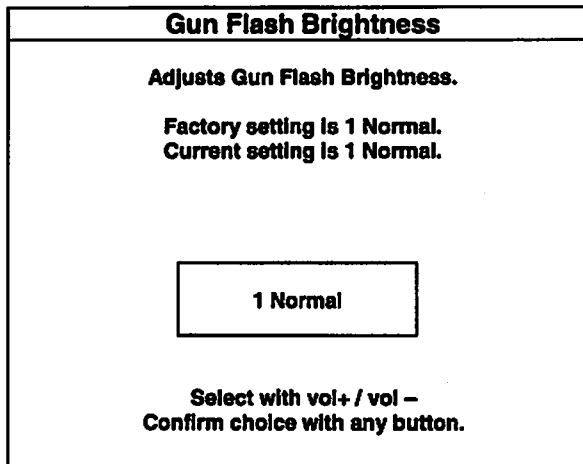 Gun Flash Brightness
Adjusts Gun Flash Brightness.
Factory setting is 1 Normal.
Current setting is 1 Normal.
1 Normal
Select with vol+ / vol –
Confirm choice with any button.